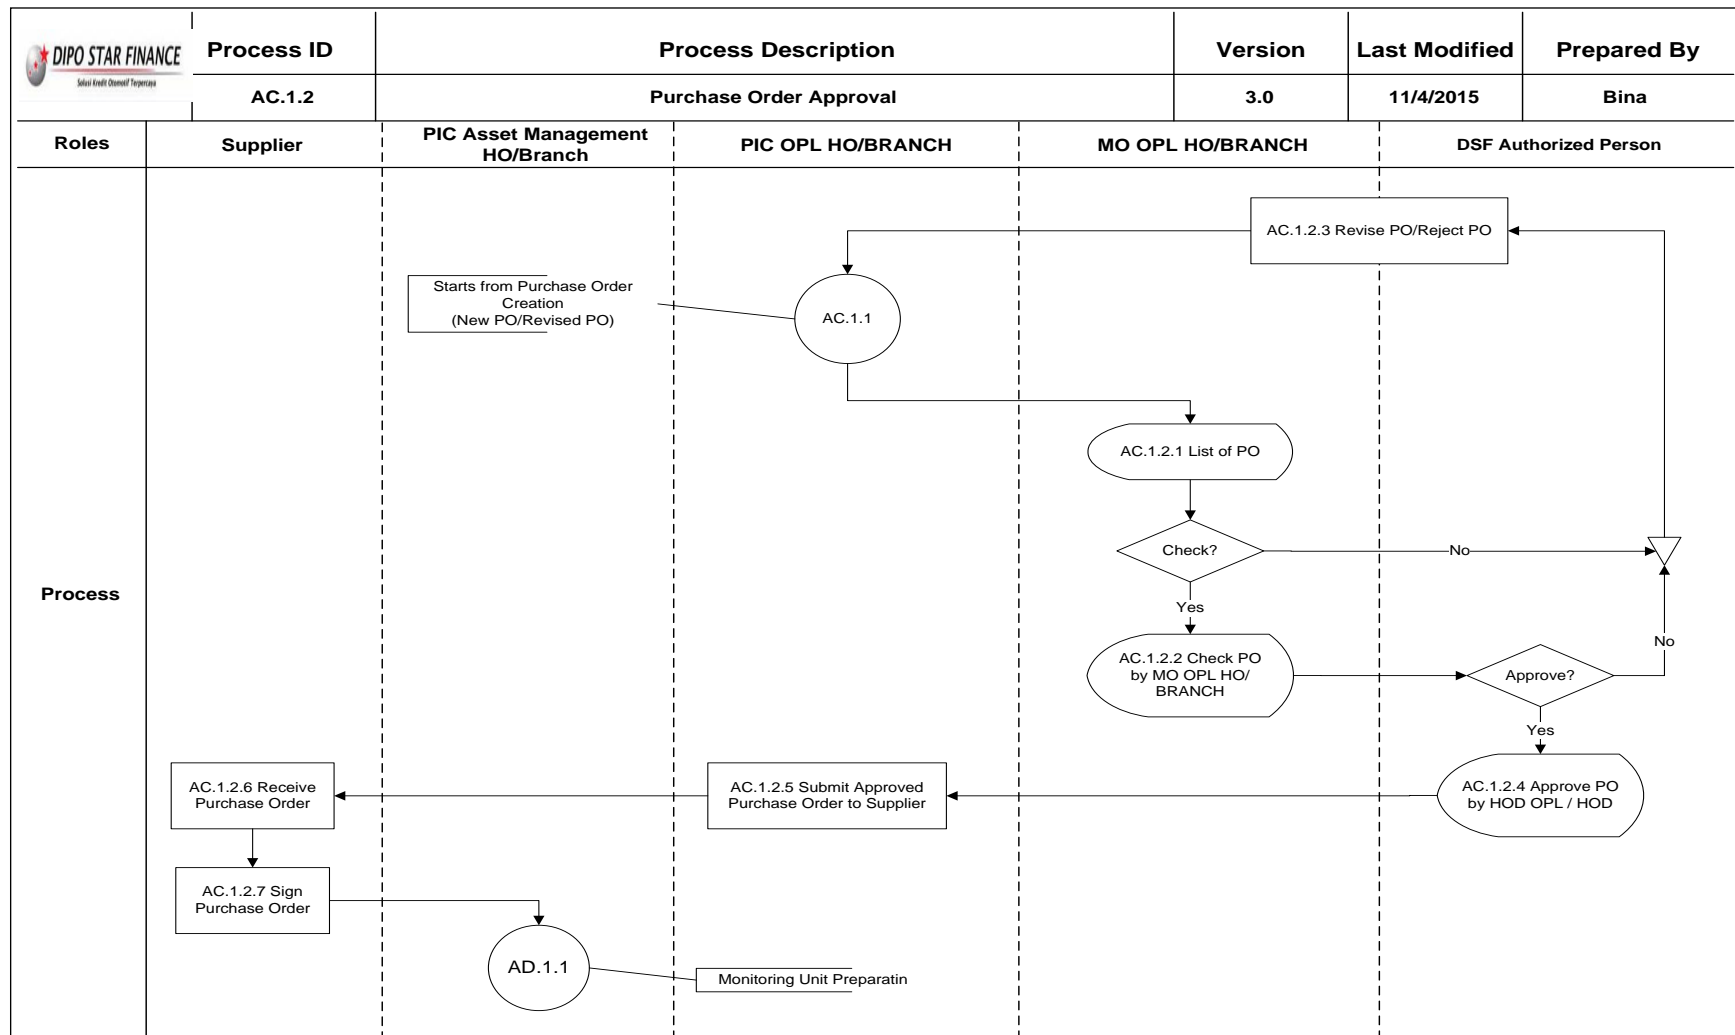 DIPO STAR FINANCE
Solusi Kredit Otomotif Terpercaya
Process ID
Process Description
Version
Last Modified
Prepared By
AC.1.2
Purchase Order Approval
3.0
11/4/2015
Bina
Roles
Supplier
PIC Asset Management
HO/Branch
PIC OPL HO/BRANCH
MO OPL HO/BRANCH
DSF Authorized Person
Process
AC.1.2.3 Revise PO/Reject PO
Starts from Purchase Order
Creation
(New PO/Revised PO)
AC.1.1
AC.1.2.1 List of PO
Check?
No
Yes
AC.1.2.2 Check PO
by MO OPL HO/
BRANCH
Approve?
No
Yes
AC.1.2.4 Approve PO
by HOD OPL / HOD
AC.1.2.5 Submit Approved
Purchase Order to Supplier
AC.1.2.6 Receive
Purchase Order
AC.1.2.7 Sign
Purchase Order
AD.1.1
Monitoring Unit Preparatin